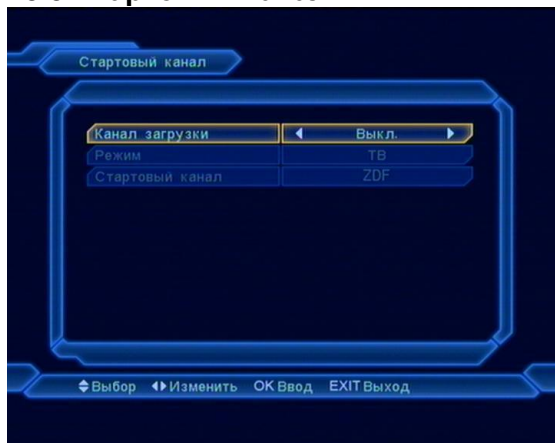 Стартовый канал
Канал загрузки Выкл.
Режим ТВ
Стартовый канал ZDF
Выбор Изменить OK Ввод EXIT Выход